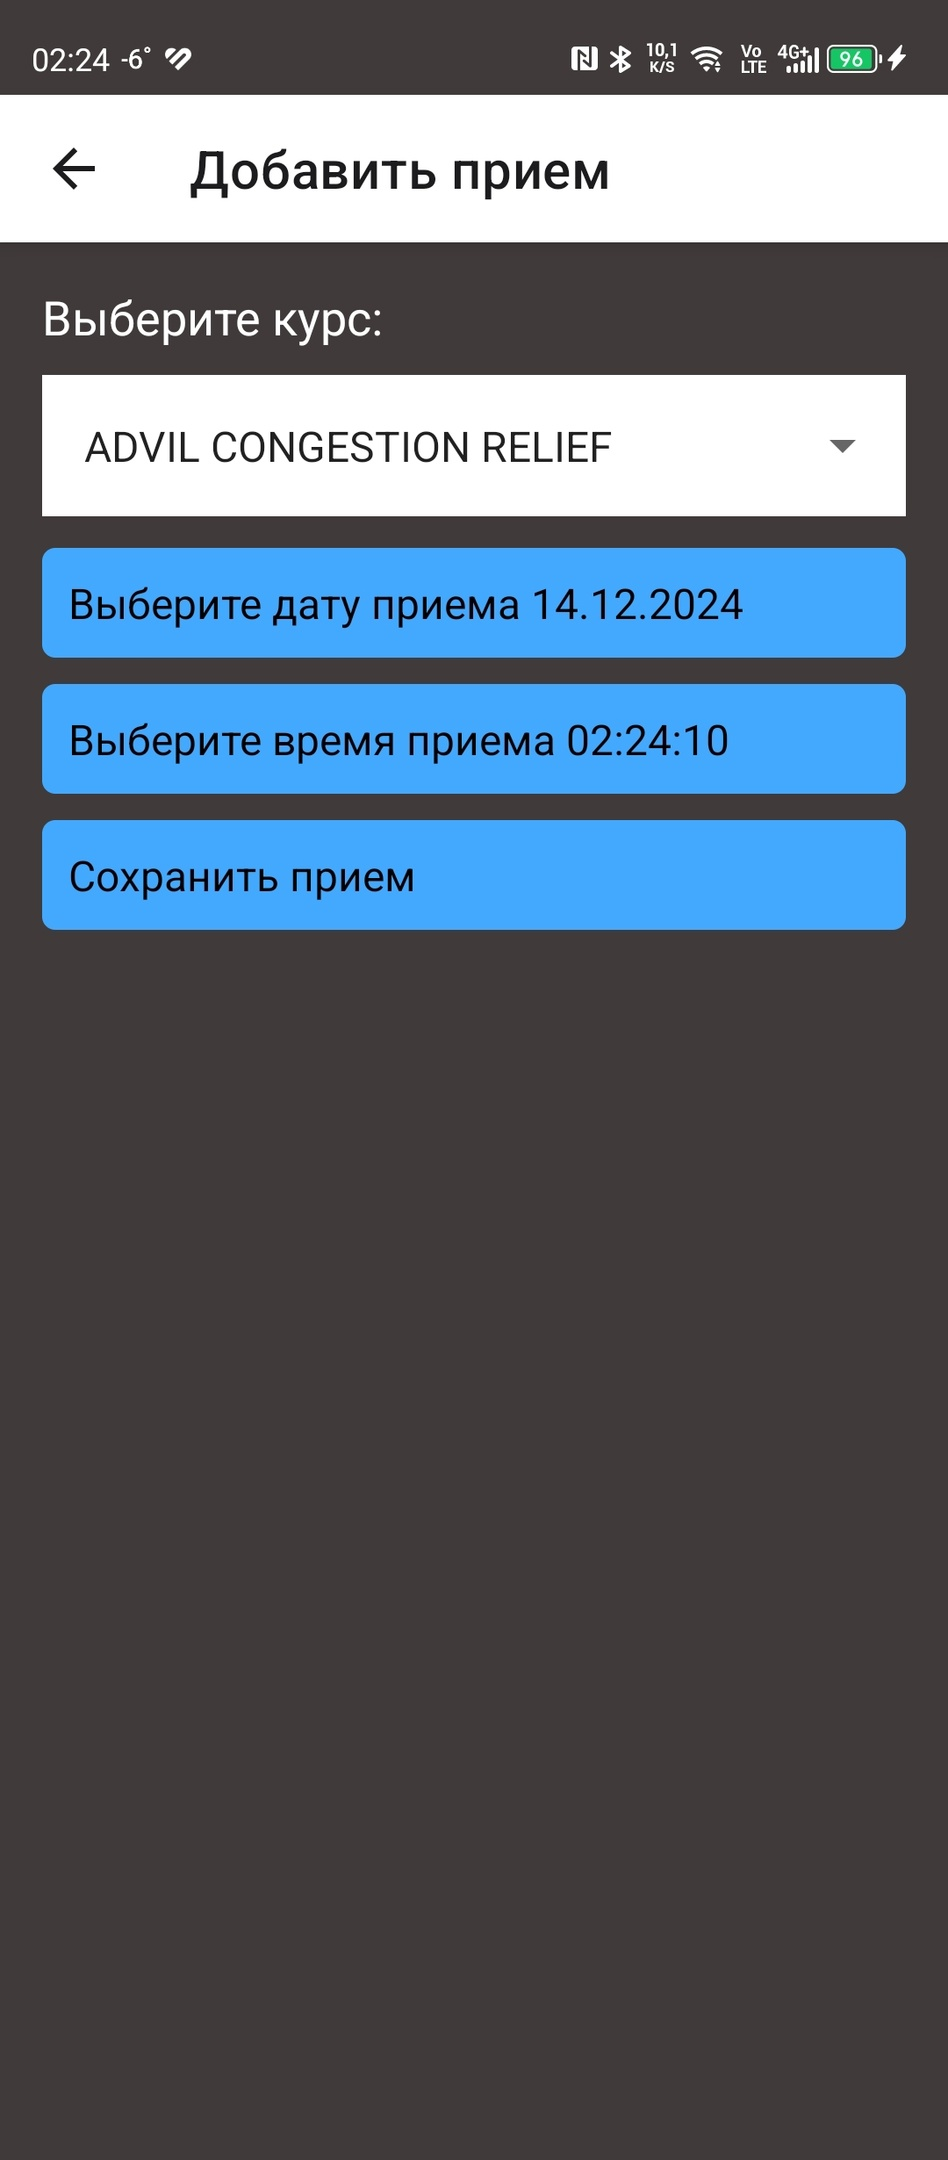 02:24 -6° 10,1 K/S Vo LTE 4G+ 96
Добавить прием
Выберите курс:
ADVIL CONGESTION RELIEF
Выберите дату приема 14.12.2024
Выберите время приема 02:24:10
Сохранить прием